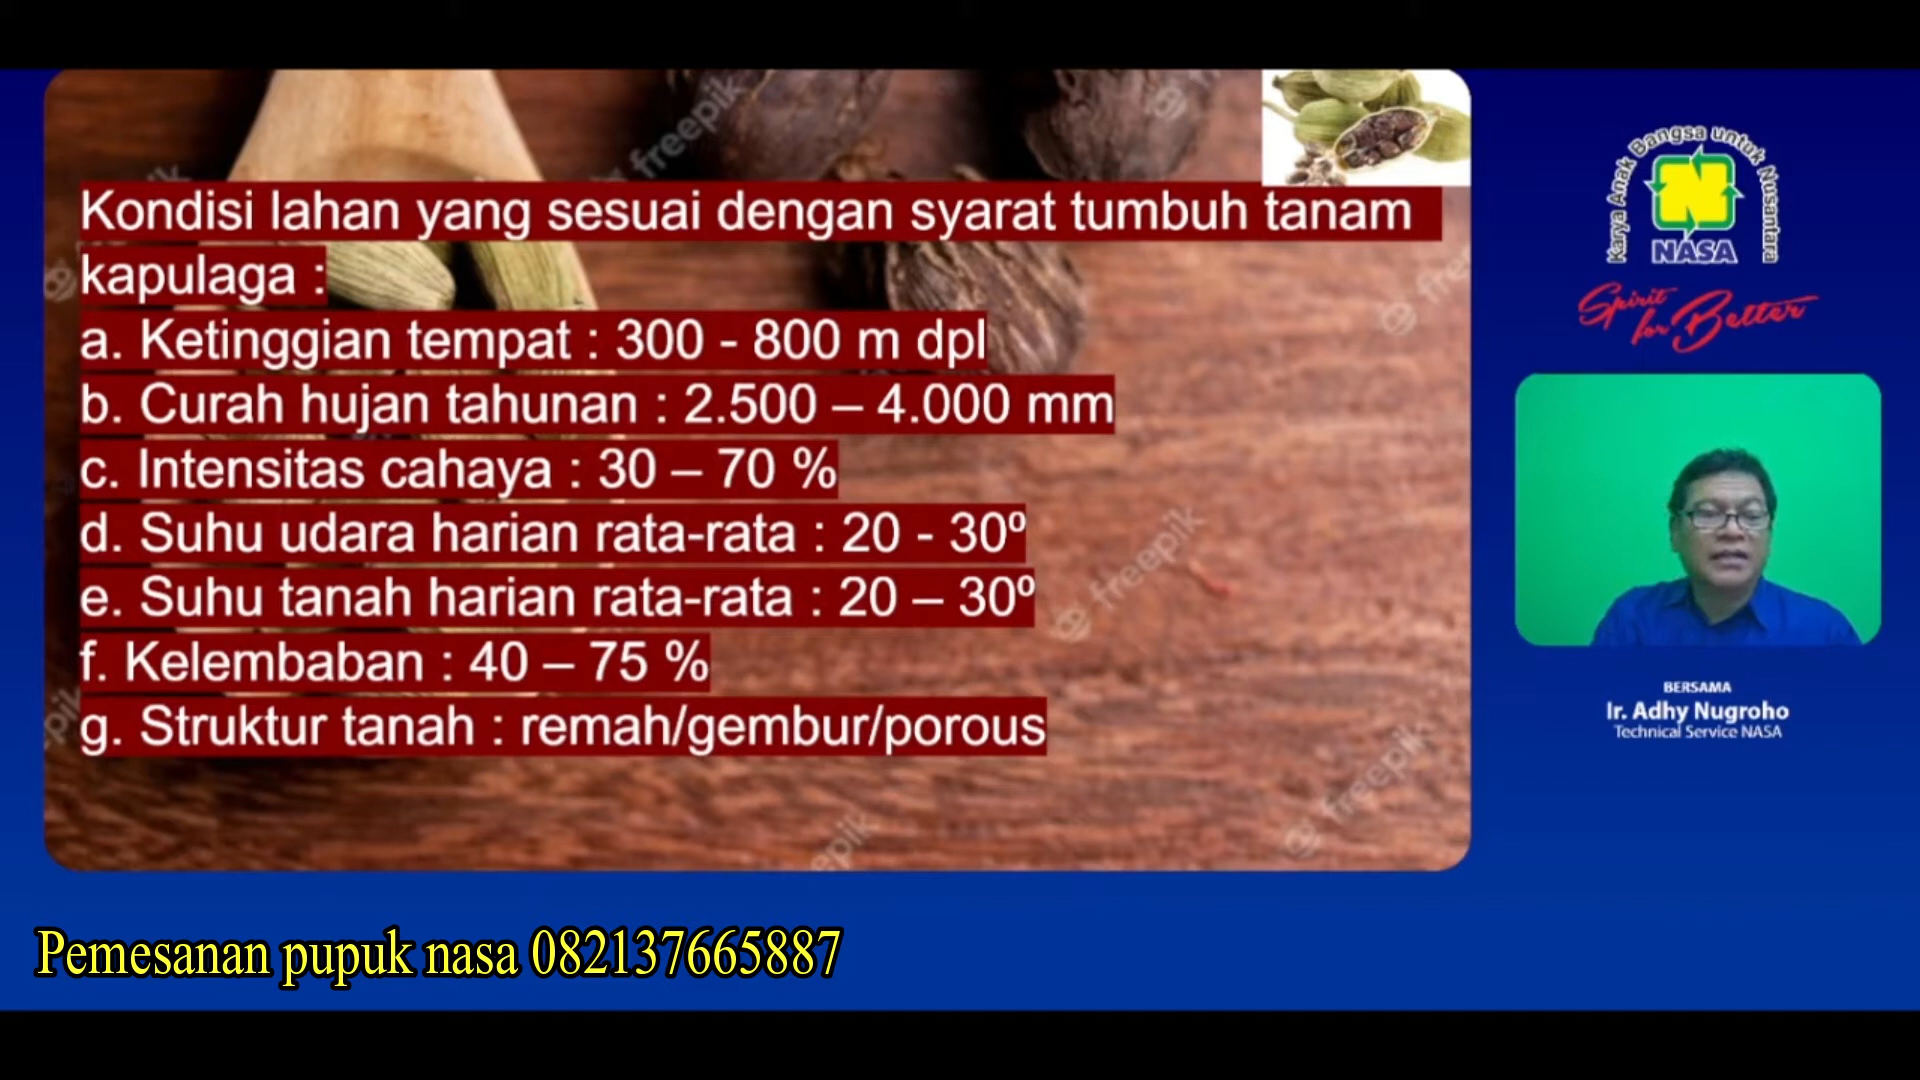 Kondisi lahan yang sesuai dengan syarat tumbuh tanam
kapulaga :
a. Ketinggian tempat : 300 - 800 m dpl
b. Curah hujan tahunan : 2.500 – 4.000 mm
c. Intensitas cahaya : 30 – 70 %
d. Suhu udara harian rata-rata : 20 - 30º
e. Suhu tanah harian rata-rata : 20 – 30º
f. Kelembaban : 40 – 75 %
g. Struktur tanah : remah/gembur/porous
Karya Anak Bangsa untuk Nusantara
N
NASA
Spirit
for Better
BERSAMA
Ir. Adhy Nugroho
Technical Service NASA
Pemesanan pupuk nasa 082137665887
freepik
freepik
freepik